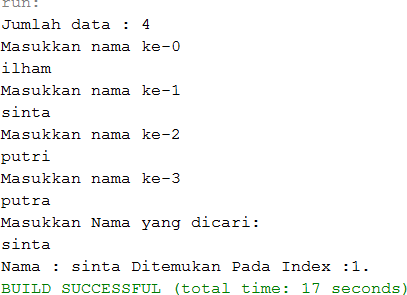 run:
Jumlah data : 4
Masukkan nama ke-0
ilham
Masukkan nama ke-1
sinta
Masukkan nama ke-2
putri
Masukkan nama ke-3
putra
Masukkan Nama yang dicari:
sinta
Nama : sinta Ditemukan Pada Index :1.
BUILD SUCCESSFUL (total time: 17 seconds)